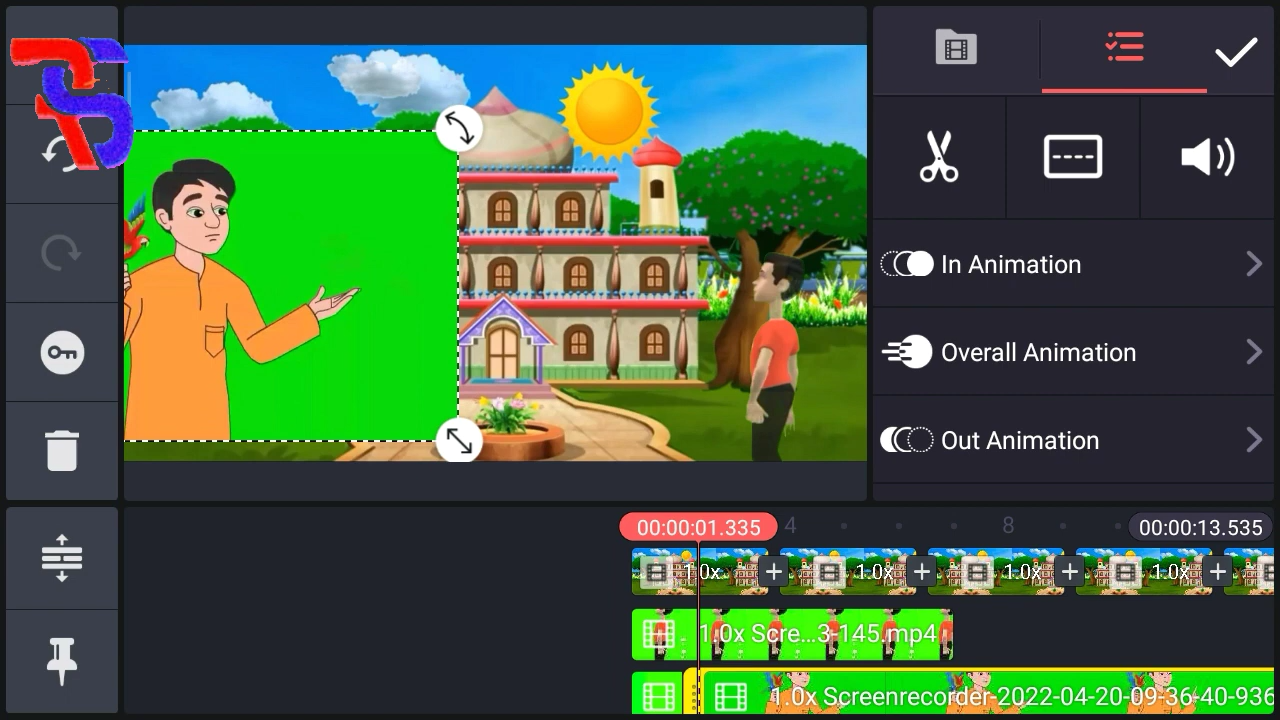 In Animation
Overall Animation
Out Animation
00:00:01.335
4
8
00:00:13.535
1.0x
1.0x
1.0x
1.0x
1.0x Scre...3-145.mp4
1.0x Screenrecorder-2022-04-20-09-36-40-936